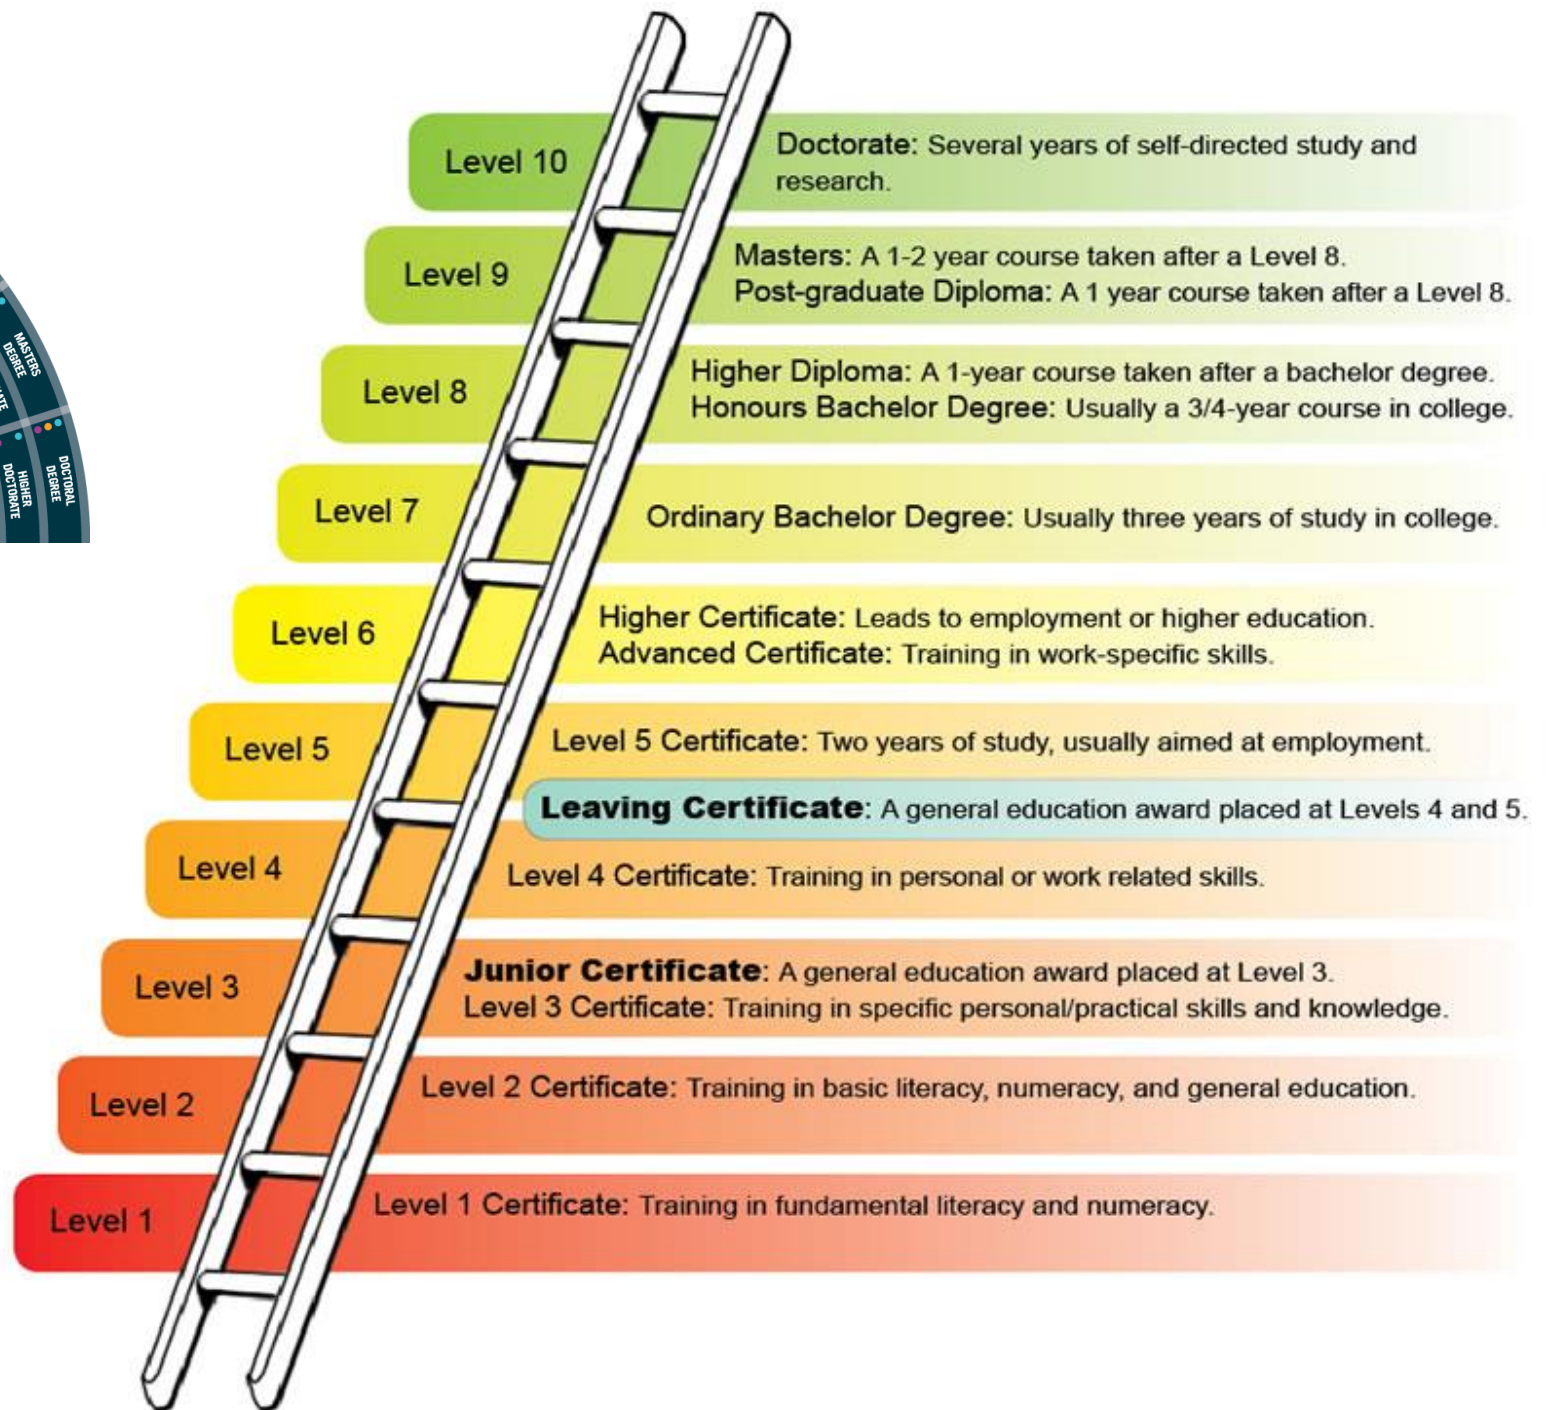 Level 10
Doctorate: Several years of self-directed study and
research.
Level 9
Masters: A 1-2 year course taken after a Level 8.
Post-graduate Diploma: A 1 year course taken after a Level 8.
Level 8
Higher Diploma: A 1-year course taken after a bachelor degree.
Honours Bachelor Degree: Usually a 3/4-year course in college.
Level 7
Ordinary Bachelor Degree: Usually three years of study in college.
Level 6
Higher Certificate: Leads to employment or higher education.
Advanced Certificate: Training in work-specific skills.
Level 5
Level 5 Certificate: Two years of study, usually aimed at employment.
Leaving Certificate: A general education award placed at Levels 4 and 5.
Level 4
Level 4 Certificate: Training in personal or work related skills.
Level 3
Junior Certificate: A general education award placed at Level 3.
Level 3 Certificate: Training in specific personal/practical skills and knowledge.
Level 2
Level 2 Certificate: Training in basic literacy, numeracy, and general education.
Level 1
Level 1 Certificate: Training in fundamental literacy and numeracy.
MASTERS
DEGREE
DOCTORAL
DEGREE
HIGHER
DOCTORATE